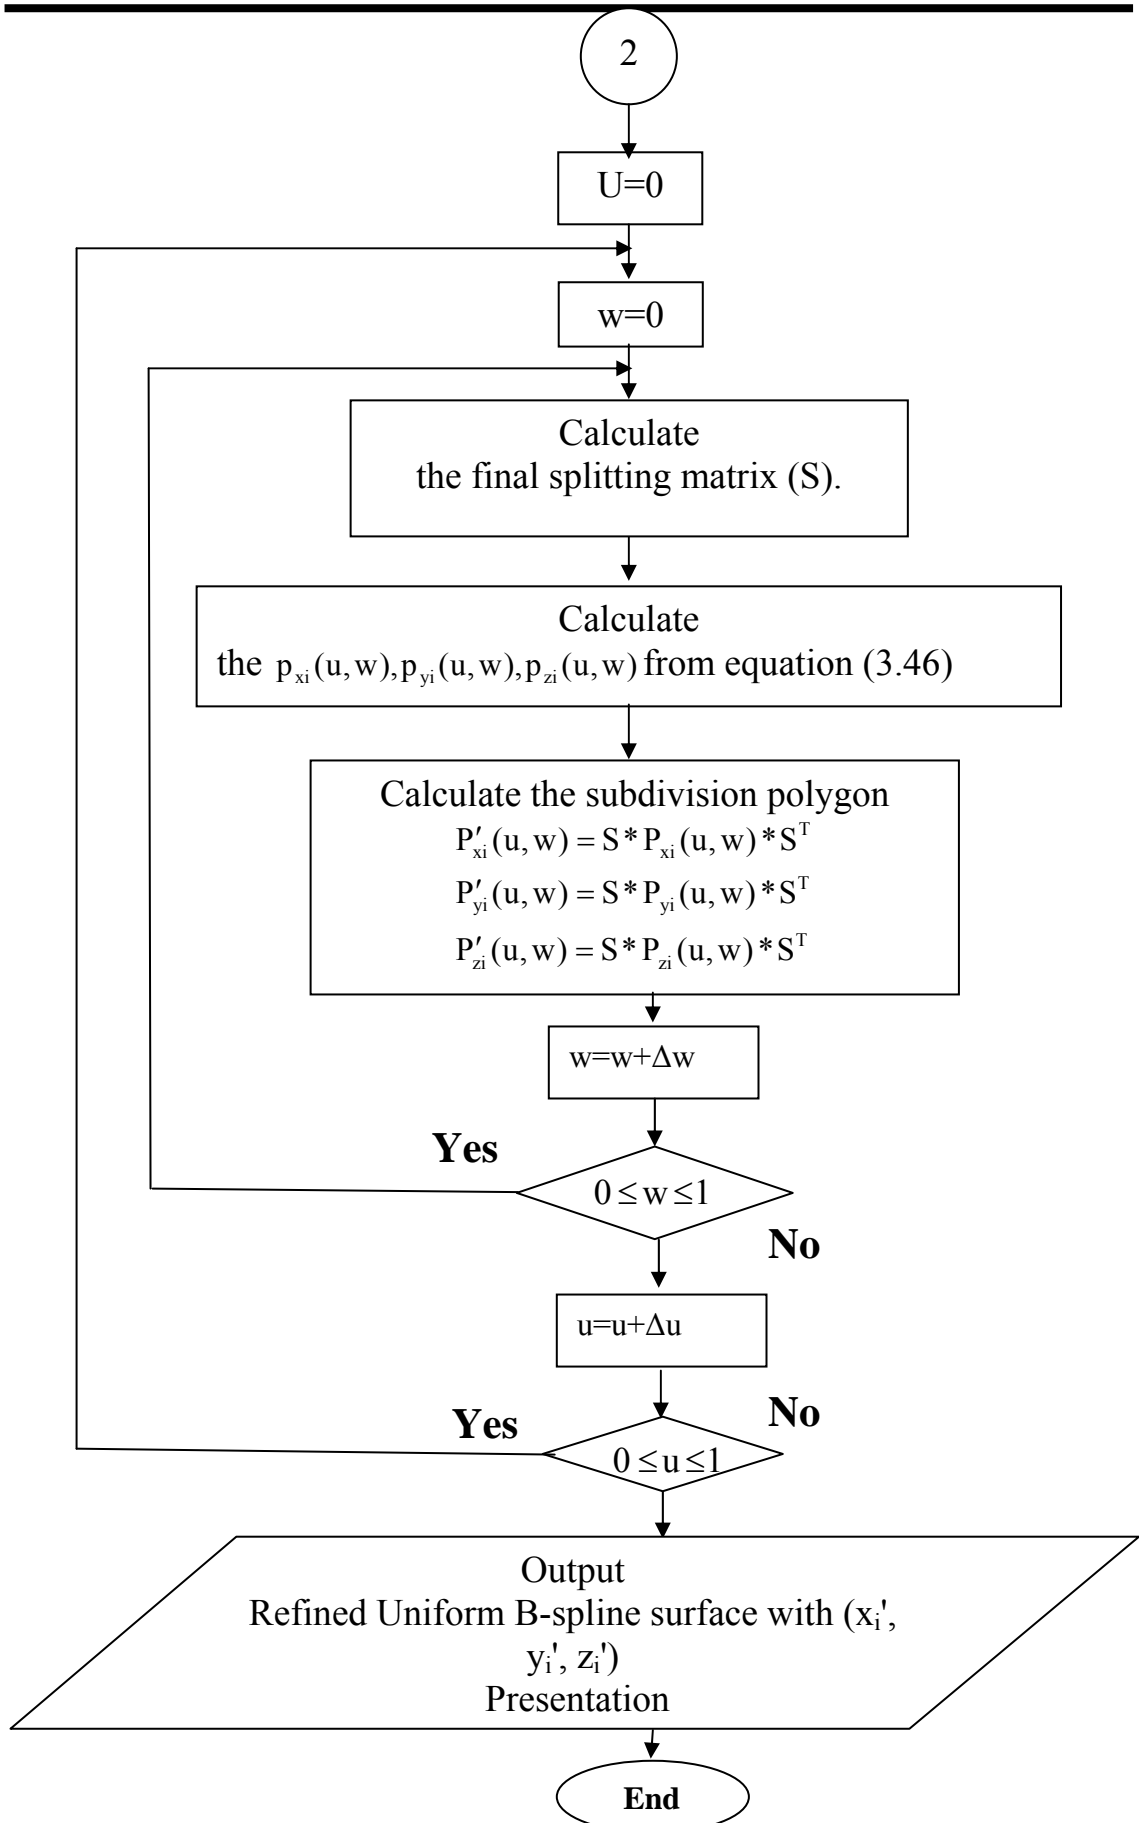 2
U=0
w=0
Calculate
the final splitting matrix (S).
Calculate
the p_xi(u,w),p_yi(u,w),p_zi(u,w) from equation (3.46)
Calculate the subdivision polygon
P′_xi(u,w) = S* P_xi(u,w)*S^T
P′_yi(u,w) = S* P_yi(u,w)*S^T
P′_zi(u,w) = S* P_zi(u,w)*S^T
w=w+Δw
Yes
0 ≤ w ≤1
No
u=u+Δu
Yes
No
0 ≤ u ≤1
Output
Refined Uniform B-spline surface with (x_i',
y_i', z_i')
Presentation
End